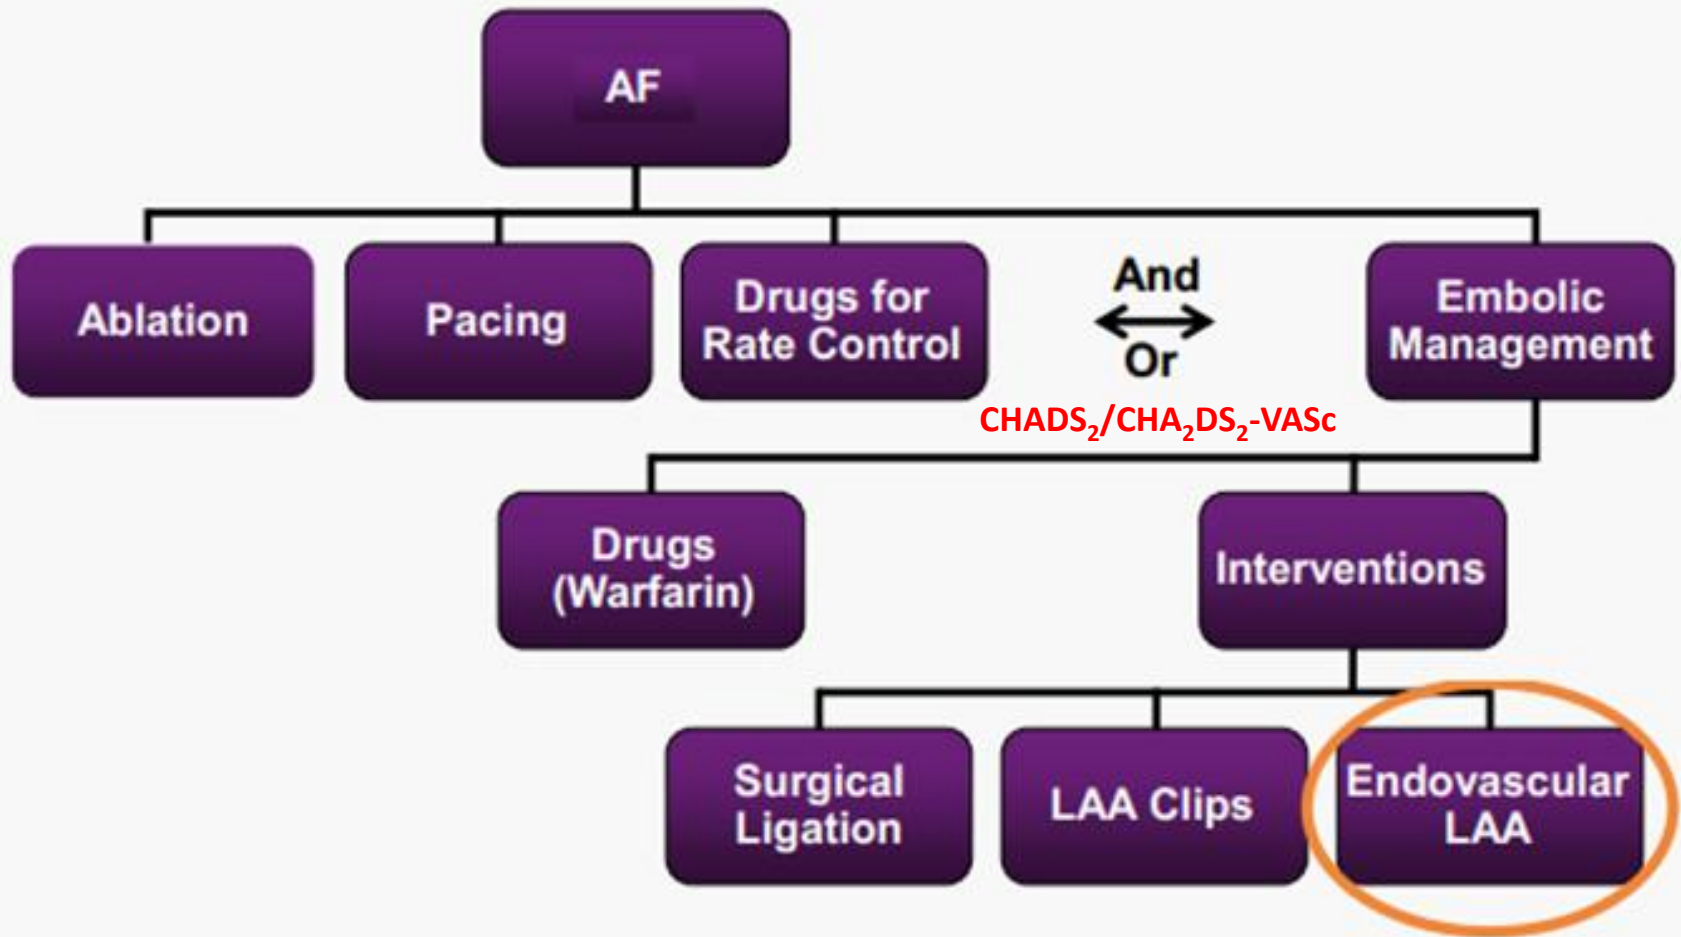 AF
Ablation
Pacing
Drugs for
Rate Control
And
Or
Embolic
Management
CHADS₂/CHA₂DS₂-VASc
Drugs
(Warfarin)
Interventions
Surgical
Ligation
LAA Clips
Endovascular
LAA